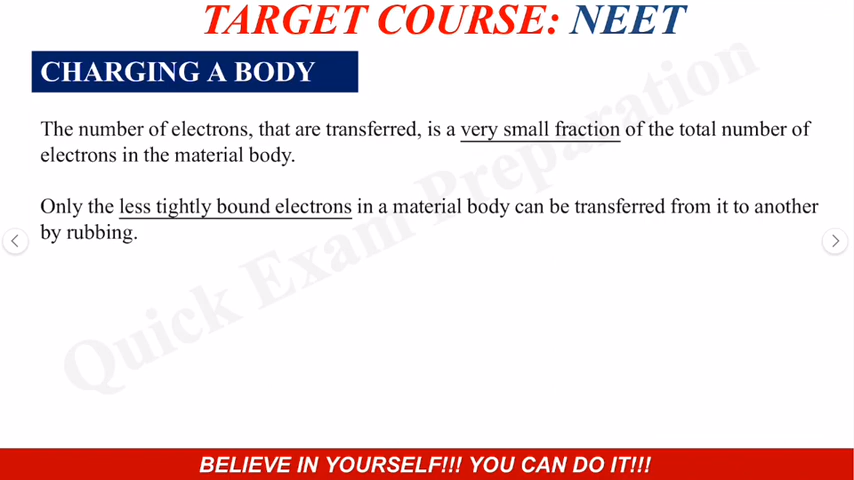 TARGET COURSE: NEET
CHARGING A BODY
The number of electrons, that are transferred, is a very small fraction of the total number of
electrons in the material body.
Only the less tightly bound electrons in a material body can be transferred from it to another
by rubbing.
Quick Exam Preparation
BELIEVE IN YOURSELF!!! YOU CAN DO IT!!!